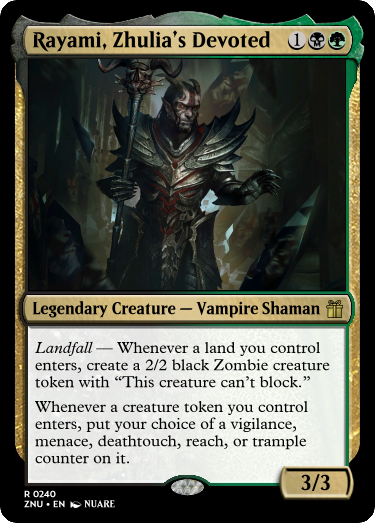 Rayami, Zhulia's Devoted 1
Legendary Creature — Vampire Shaman
Landfall — Whenever a land you control
enters, create a 2/2 black Zombie creature
token with “This creature can't block.”
Whenever a creature token you control
enters, put your choice of a vigilance,
menace, deathtouch, reach, or trample
counter on it.
3/3
R 0240
ZNU • EN NUARE